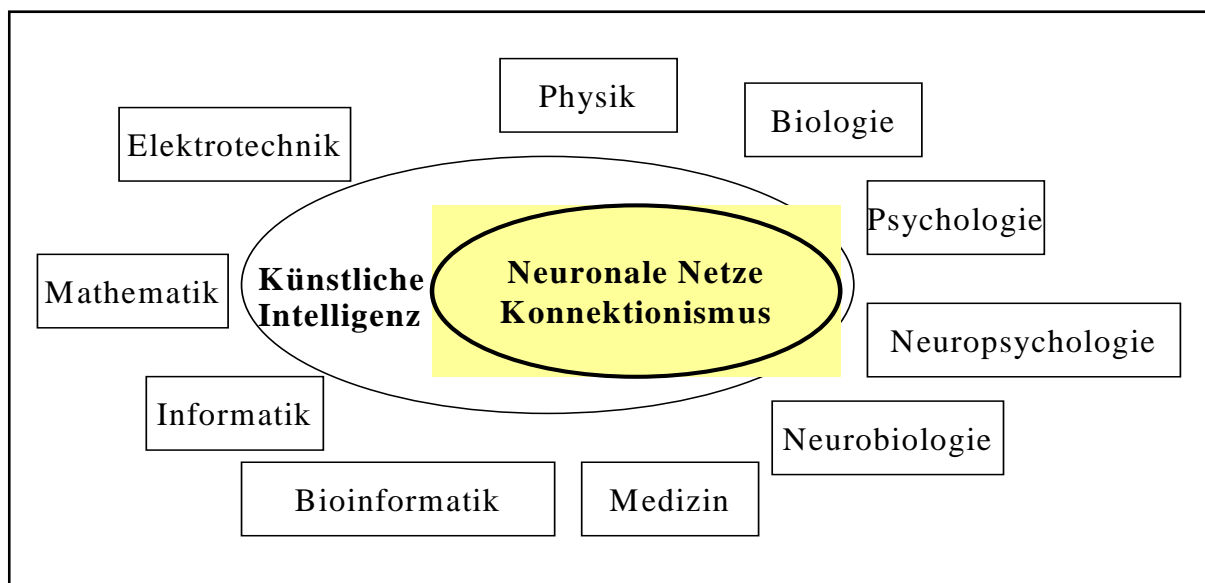 Physik
Biologie
Elektrotechnik
Psychologie
Künstliche
Intelligenz
Neuronale Netze
Konnektionismus
Mathematik
Neuropsychologie
Informatik
Neurobiologie
Bioinformatik
Medizin